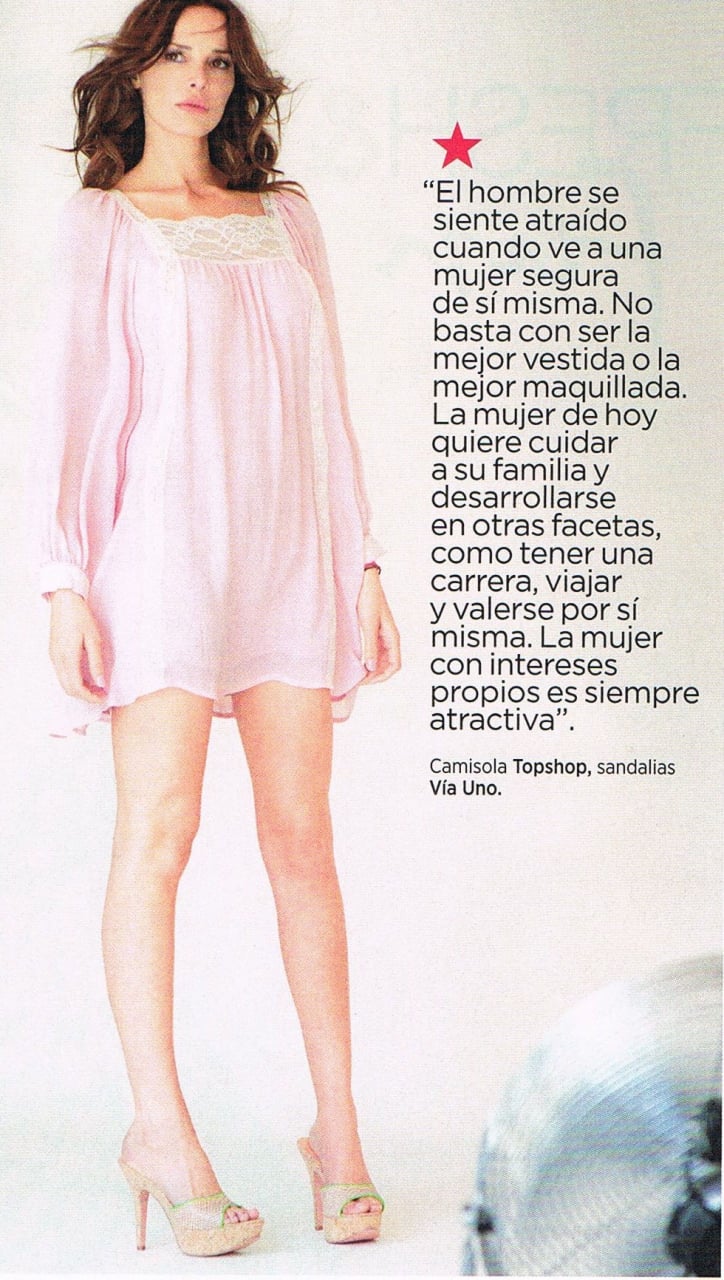 “El hombre se
siente atraído
cuando ve a una
mujer segura
de sí misma. No
basta con ser la
mejor vestida o la
mejor maquillada.
La mujer de hoy
quiere cuidar
a su familia y
desarrollarse
en otras facetas,
como tener una
carrera, viajar
y valerse por sí
misma. La mujer
con intereses
propios es siempre
atractiva”.
Camisola Topshop, sandalias
Vía Uno.